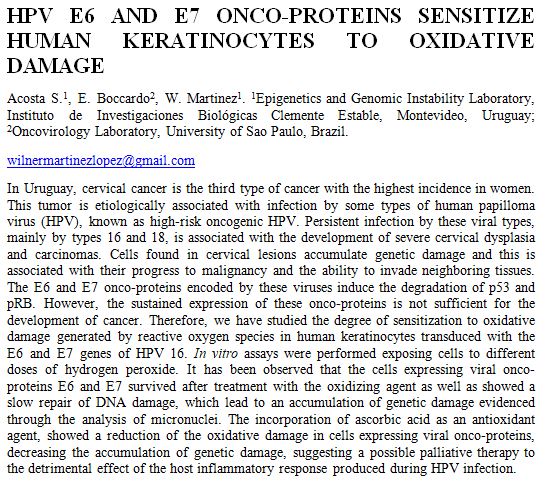 HPV E6 AND E7 ONCO-PROTEINS SENSITIZE
HUMAN KERATINOCYTES TO OXIDATIVE
DAMAGE
Acosta S.¹, E. Boccardo², W. Martinez¹. ¹Epigenetics and Genomic Instability Laboratory,
Instituto de Investigaciones Biológicas Clemente Estable, Montevideo, Uruguay;
²Oncovirology Laboratory, University of Sao Paulo, Brazil.
wilnermartinezlopez@gmail.com
In Uruguay, cervical cancer is the third type of cancer with the highest incidence in women.
This tumor is etiologically associated with infection by some types of human papilloma
virus (HPV), known as high-risk oncogenic HPV. Persistent infection by these viral types,
mainly by types 16 and 18, is associated with the development of severe cervical dysplasia
and carcinomas. Cells found in cervical lesions accumulate genetic damage and this is
associated with their progress to malignancy and the ability to invade neighboring tissues.
The E6 and E7 onco-proteins encoded by these viruses induce the degradation of p53 and
pRB. However, the sustained expression of these onco-proteins is not sufficient for the
development of cancer. Therefore, we have studied the degree of sensitization to oxidative
damage generated by reactive oxygen species in human keratinocytes transduced with the
E6 and E7 genes of HPV 16. In vitro assays were performed exposing cells to different
doses of hydrogen peroxide. It has been observed that the cells expressing viral onco-
proteins E6 and E7 survived after treatment with the oxidizing agent as well as showed a
slow repair of DNA damage, which lead to an accumulation of genetic damage evidenced
through the analysis of micronuclei. The incorporation of ascorbic acid as an antioxidant
agent, showed a reduction of the oxidative damage in cells expressing viral onco-proteins,
decreasing the accumulation of genetic damage, suggesting a possible palliative therapy to
the detrimental effect of the host inflammatory response produced during HPV infection.